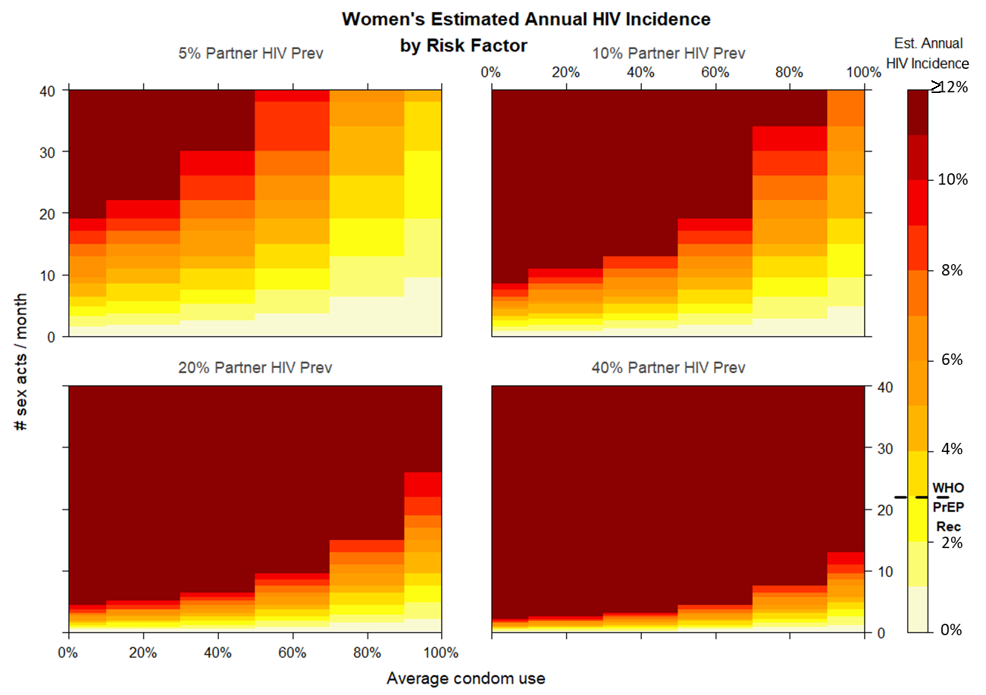 Women's Estimated Annual HIV Incidence
by Risk Factor
5% Partner HIV Prev
10% Partner HIV Prev
Est. Annual
HIV Incidence
0% 20% 40% 60% 80% 100%
≥12%
40
30
20
10
0
10%
8%
6%
4%
WHO
PrEP
Rec
2%
0%
# sex acts / month
20% Partner HIV Prev
40% Partner HIV Prev
40
30
20
10
0
0% 20% 40% 60% 80% 100%
Average condom use